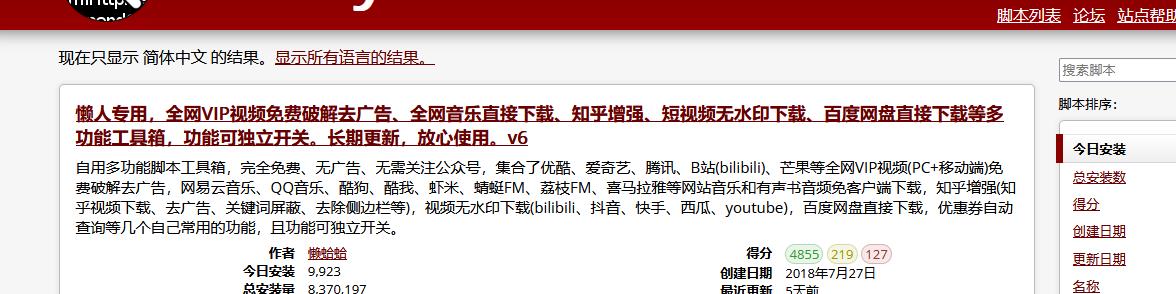 脚本列表 论坛 站点帮助
现在只显示 简体中文 的结果。显示所有语言的结果。
搜索脚本
脚本排序：
懒人专用，全网VIP视频免费破解去广告、全网音乐直接下载、知乎增强、短视频无水印下载、百度网盘直接下载等多
功能工具箱，功能可独立开关。长期更新，放心使用。v6
自用多功能脚本工具箱，完全免费、无广告、无需关注公众号，集合了优酷、爱奇艺、腾讯、B站(bilibili)、芒果等全网VIP视频(PC+移动端)免
费破解去广告，网易云音乐、QQ音乐、酷狗、酷我、虾米、蜻蜓FM、荔枝FM、喜马拉雅等网站音乐和有声书音频免客户端下载，知乎增强(知
乎视频下载、去广告、关键词屏蔽、去除侧边栏等)，视频无水印下载(bilibili、抖音、快手、西瓜、youtube)，百度网盘直接下载，优惠券自动
查询等几个自己常用的功能，且功能可独立开关。
作者 懒蛤蛤
今日安装 9,923
总安装量 8,370,197
得分 4855 219 127
创建日期 2018年7月27日
最近更新 5天前
今日安装
总安装数
得分
创建日期
更新日期
名称